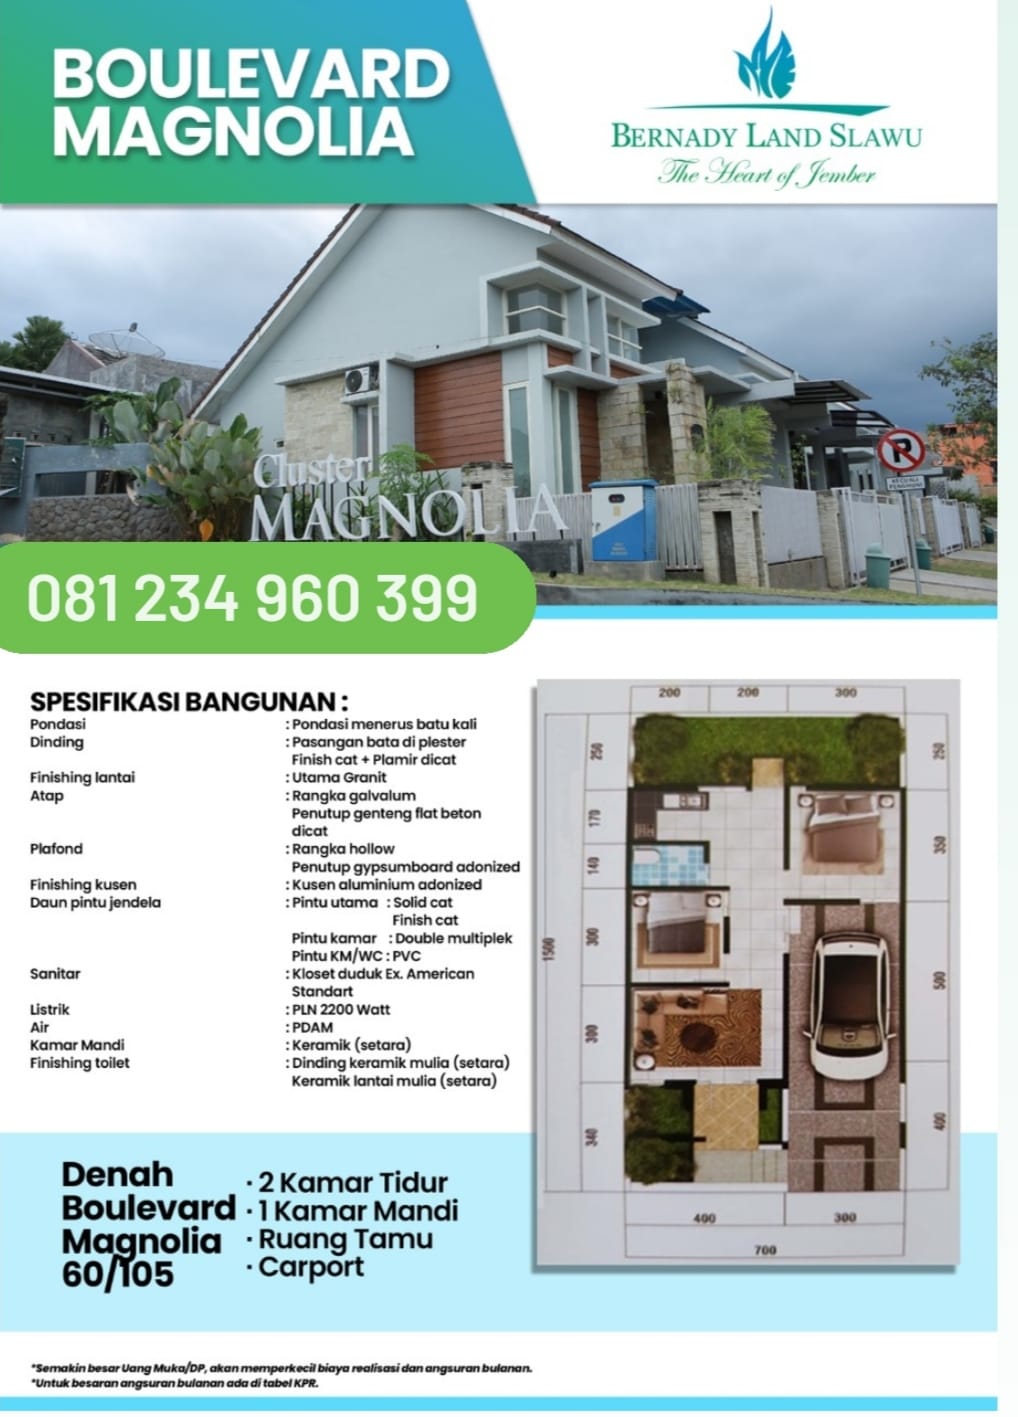 BOULEVARD
MAGNOLIA
BERNADY LAND SLAWU
The Heart of Jember
P
KECUALI
PENGHUNI
Cluster
MAGNOLIA
081 234 960 399
SPESIFIKASI BANGUNAN :
Pondasi : Pondasi menerus batu kali
Dinding : Pasangan bata di plester
Finish cat + Plamir dicat
Finishing lantai : Utama Granit
Atap : Rangka galvalum
Penutup genteng flat beton
dicat
Plafond : Rangka hollow
Penutup gypsumboard adonized
Finishing kusen : Kusen aluminium adonized
Daun pintu jendela : Pintu utama : Solid cat
Finish cat
Pintu kamar : Double multiplek
Pintu KM/WC : PVC
Sanitar : Kloset duduk Ex. American
Standart
Listrik : PLN 2200 Watt
Air : PDAM
Kamar Mandi : Keramik (setara)
Finishing toilet : Dinding keramik mulia (setara)
Keramik lantai mulia (setara)
200 200 300
250 250
170
140 350
300
1500 500
300
340 400
400 300
700
Denah
Boulevard
Magnolia
60/105
· 2 Kamar Tidur
· 1 Kamar Mandi
· Ruang Tamu
· Carport
*Semakin besar Uang Muka/DP, akan memperkecil biaya realisasi dan angsuran bulanan.
*Untuk besaran angsuran bulanan ada di tabel KPR.